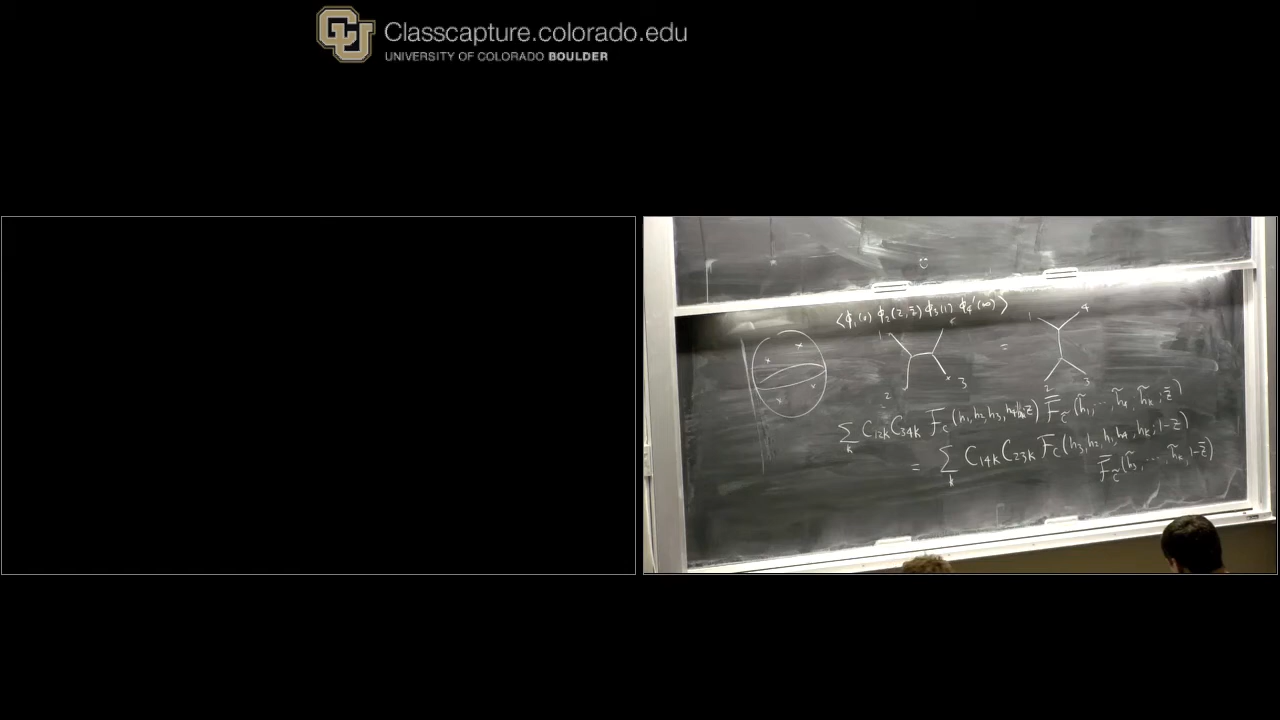 Classcapture.colorado.edu
UNIVERSITY OF COLORADO BOULDER
⟨ϕ₁(0) ϕ₂(z, z̄) ϕ₃(1) ϕ₄'(∞)⟩
1 3 = 1 4
2 2 3
∑ₖ C₁₂ₖ C₃₄ₖ F_c(h₁, h₂, h₃, h₄ z) F̄_c̃(h̃₁, ⋯, h̃₄, h̃ₖ; z̄)
= ∑ₖ C₁₄ₖ C₂₃ₖ F_c(h₃, h₂, h₁, h₄, hₖ; 1-z̄)
F̄_c̃(h̃₃, ⋯, h̃ₖ, 1-z̄)